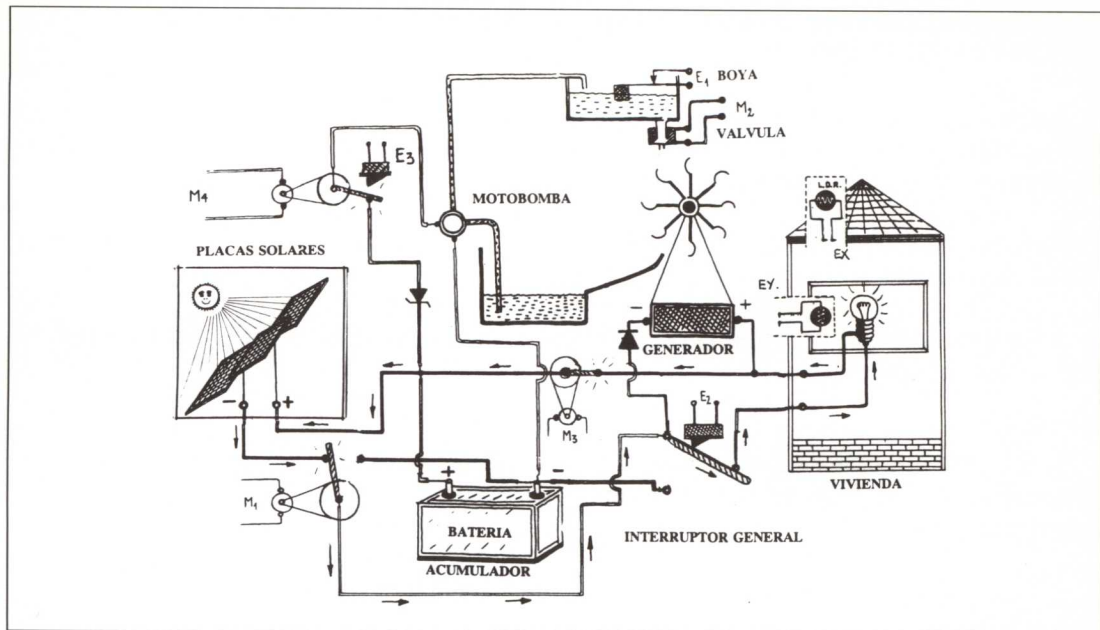 E1 BOYA
M2
VALVULA
E3
M4
MOTOBOMBA
L.D.R.
EX
PLACAS SOLARES
EY.
- +
GENERADOR
E2
- +
M3
M1
+ -
BATERIA
ACUMULADOR
INTERRUPTOR GENERAL
VIVIENDA